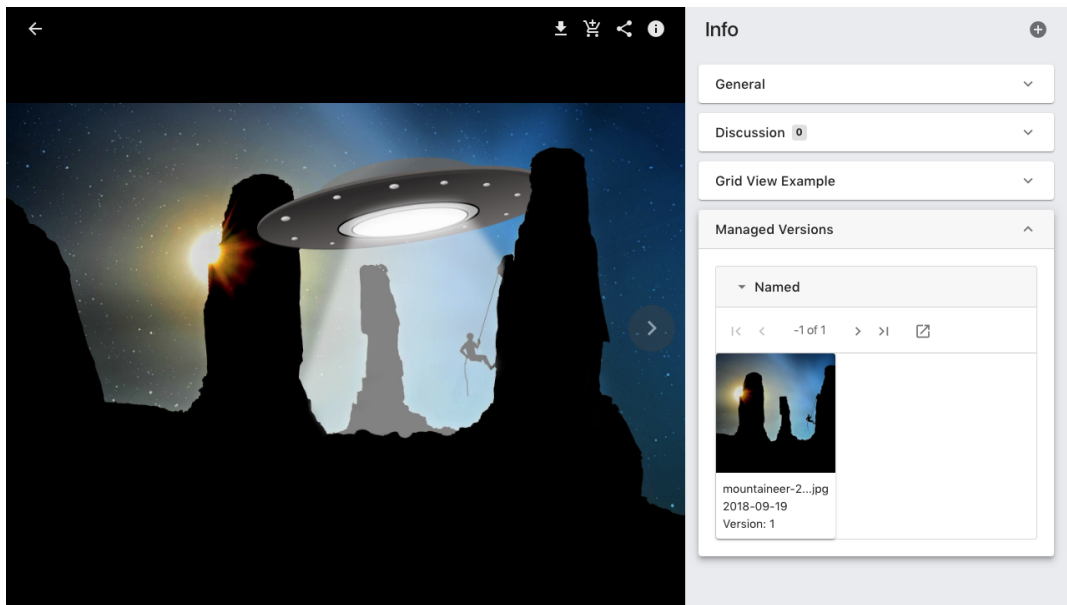 Info
General
Discussion 0
Grid View Example
Managed Versions
Named
-1 of 1
mountaineer-2...jpg
2018-09-19
Version: 1